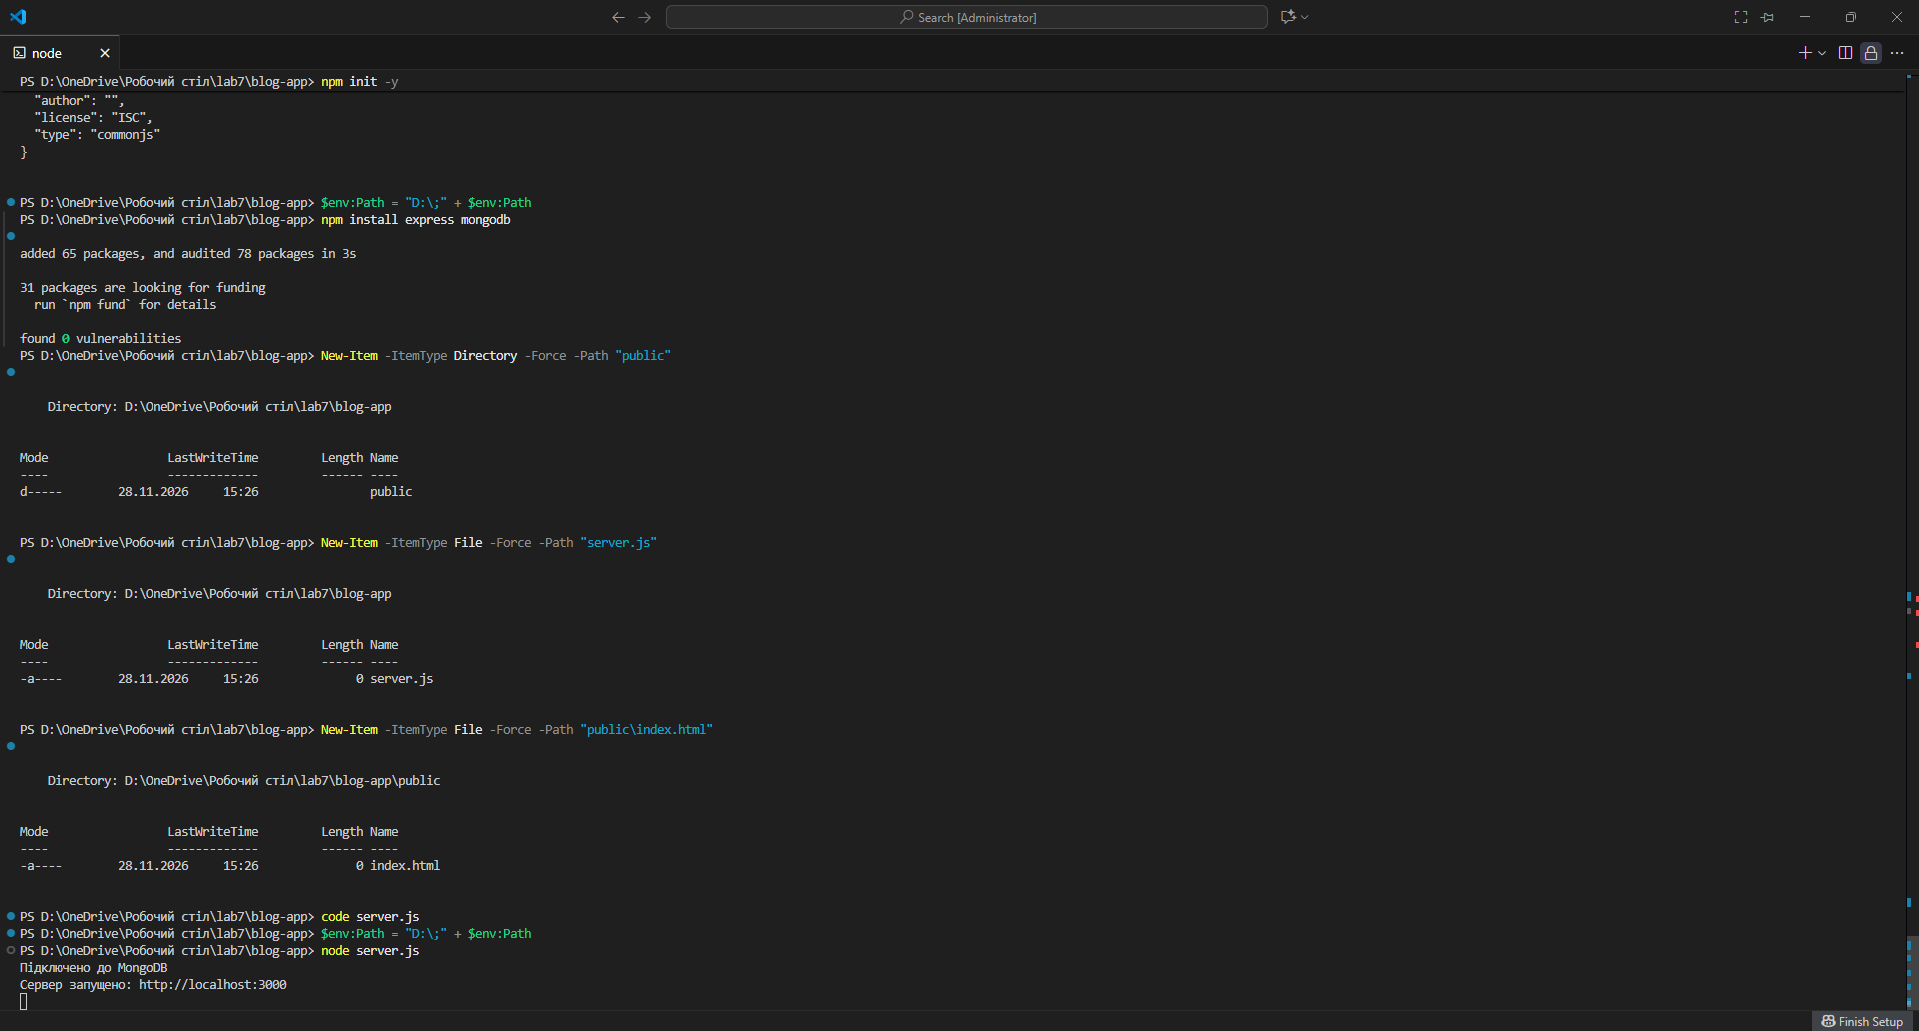 Search [Administrator]
node
PS D:\OneDrive\Робочий стіл\lab7\blog-app> npm init -y
"author": "",
"license": "ISC",
"type": "commonjs"
}
PS D:\OneDrive\Робочий стіл\lab7\blog-app> $env:Path = "D:\;" + $env:Path
PS D:\OneDrive\Робочий стіл\lab7\blog-app> npm install express mongodb
added 65 packages, and audited 78 packages in 3s
31 packages are looking for funding
run `npm fund` for details
found 0 vulnerabilities
PS D:\OneDrive\Робочий стіл\lab7\blog-app> New-Item -ItemType Directory -Force -Path "public"
Directory: D:\OneDrive\Робочий стіл\lab7\blog-app
Mode LastWriteTime Length Name
---- ------------- ------ ----
d----- 28.11.2026 15:26 public
PS D:\OneDrive\Робочий стіл\lab7\blog-app> New-Item -ItemType File -Force -Path "server.js"
Directory: D:\OneDrive\Робочий стіл\lab7\blog-app
Mode LastWriteTime Length Name
---- ------------- ------ ----
-a---- 28.11.2026 15:26 0 server.js
PS D:\OneDrive\Робочий стіл\lab7\blog-app> New-Item -ItemType File -Force -Path "public\index.html"
Directory: D:\OneDrive\Робочий стіл\lab7\blog-app\public
Mode LastWriteTime Length Name
---- ------------- ------ ----
-a---- 28.11.2026 15:26 0 index.html
PS D:\OneDrive\Робочий стіл\lab7\blog-app> code server.js
PS D:\OneDrive\Робочий стіл\lab7\blog-app> $env:Path = "D:\;" + $env:Path
PS D:\OneDrive\Робочий стіл\lab7\blog-app> node server.js
Підключено до MongoDB
Сервер запущено: http://localhost:3000
Finish Setup